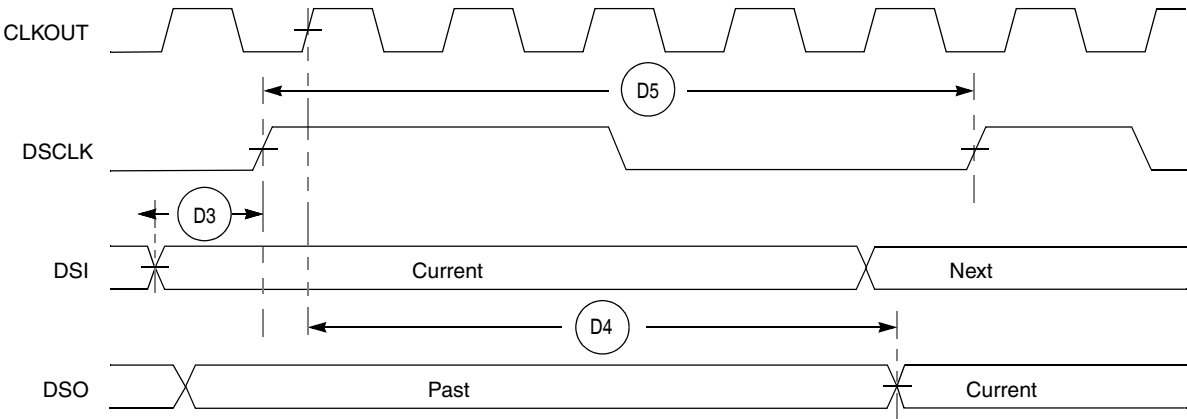 CLKOUT
D5
DSCLK
D3
DSI
Current
Next
D4
DSO
Past
Current